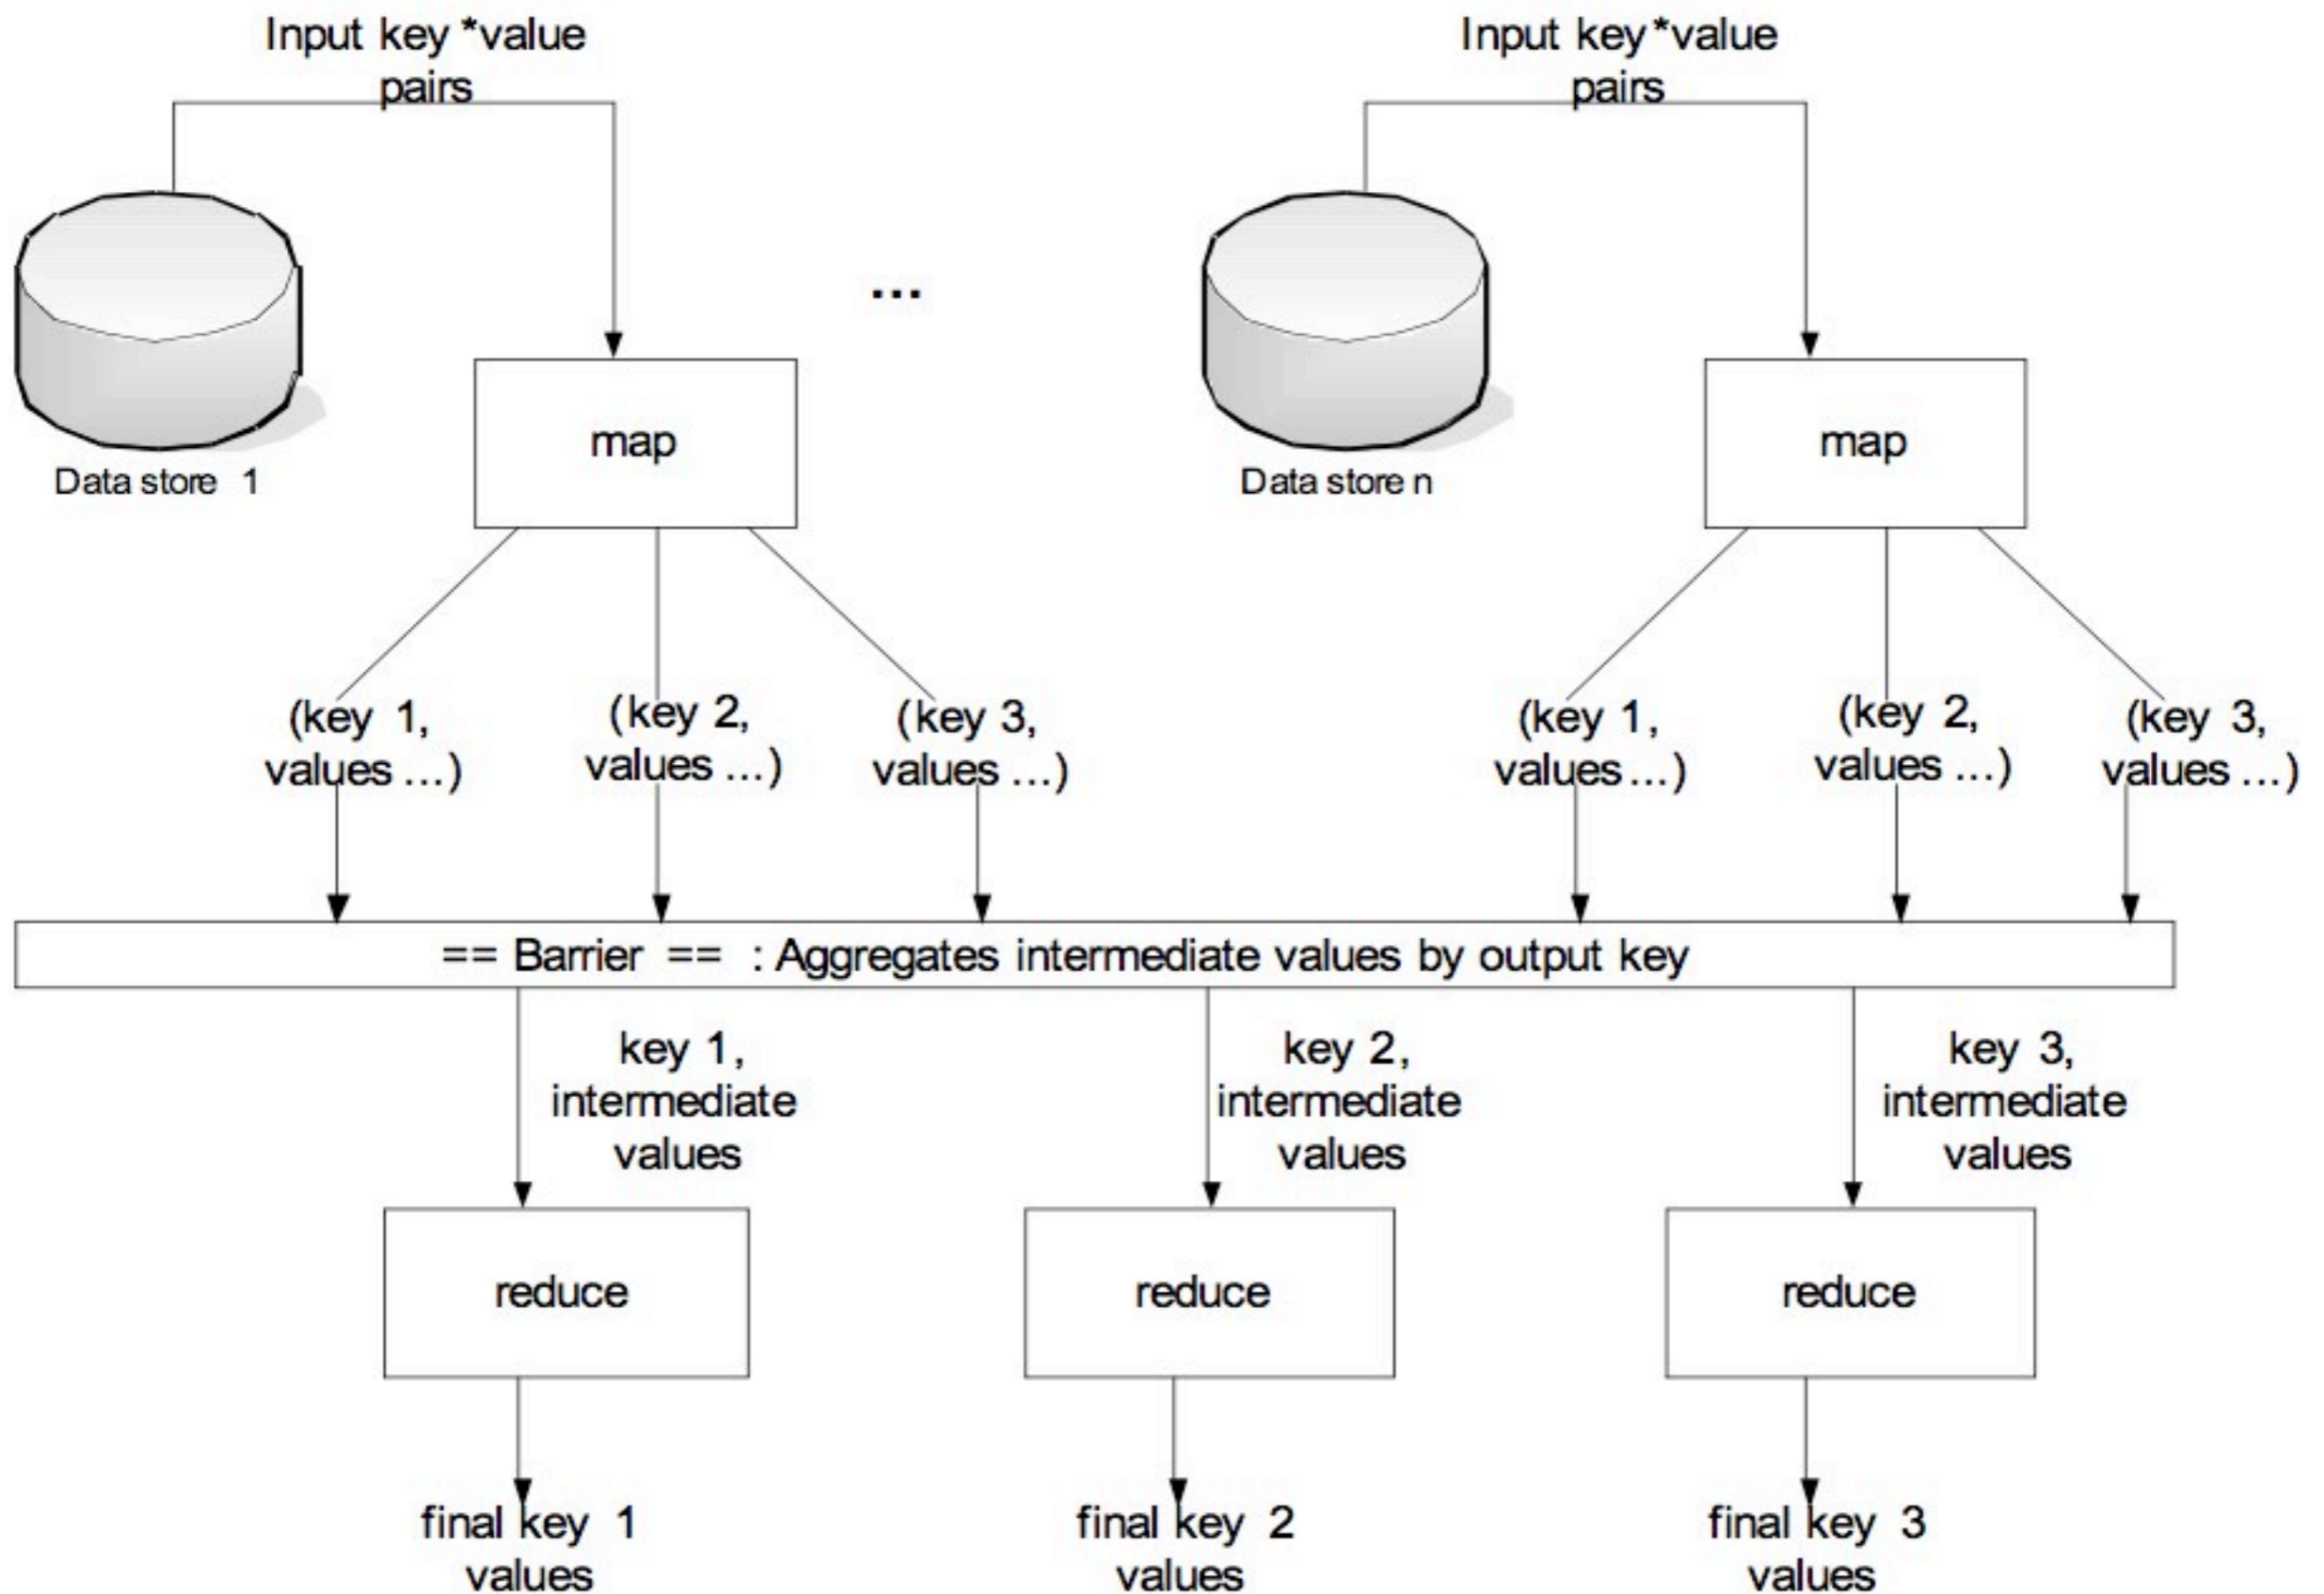 Input key *value
pairs
Input key*value
pairs
...
Data store 1
map
Data store n
map
(key 1,
values ...)
(key 2,
values ...)
(key 3,
values ...)
(key 1,
values ...)
(key 2,
values ...)
(key 3,
values ...)
== Barrier == : Aggregates intermediate values by output key
key 1,
intermediate
values
key 2,
intermediate
values
key 3,
intermediate
values
reduce
reduce
reduce
final key 1
values
final key 2
values
final key 3
values